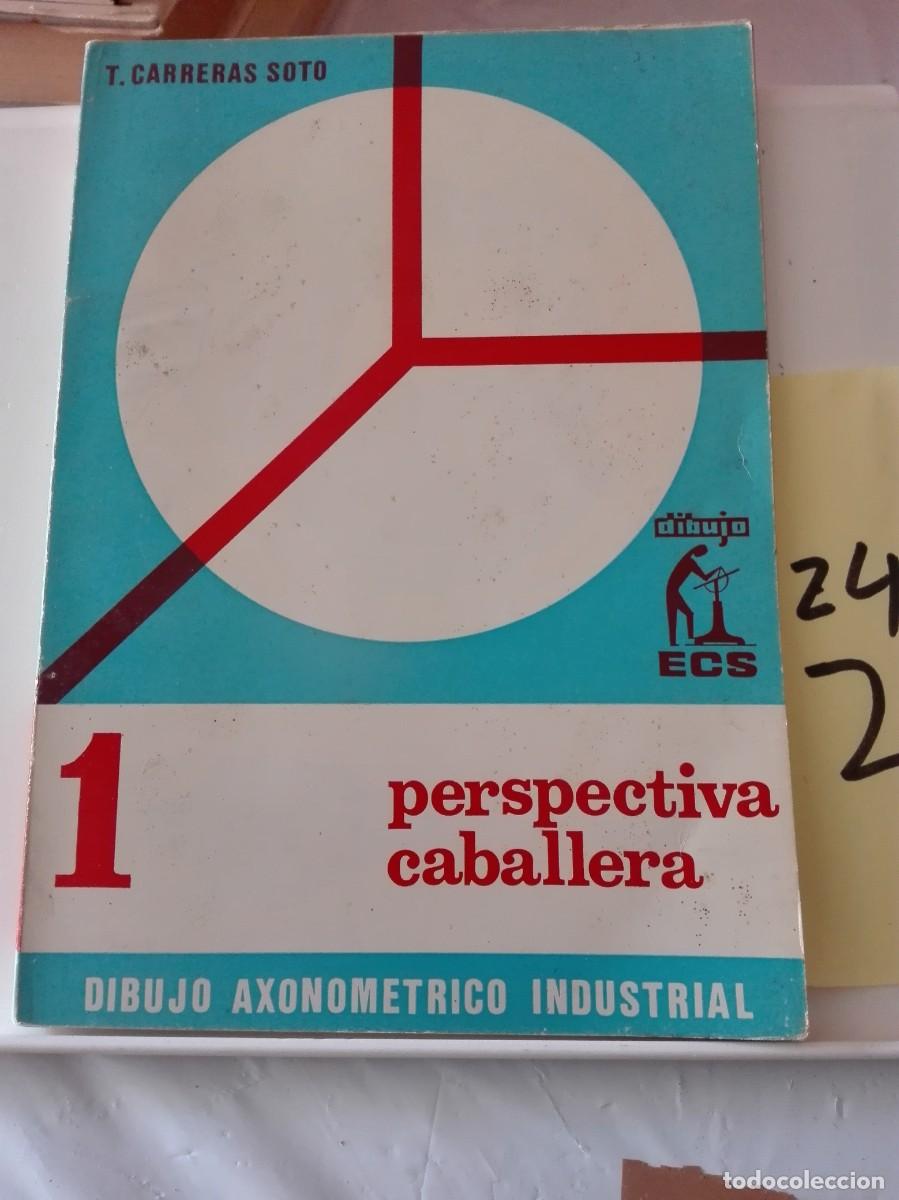 T. CARRERAS SOTO
dibujo
ECS
24
2
1
perspectiva
caballera
DIBUJO AXONOMETRICO INDUSTRIAL
todocoleccion